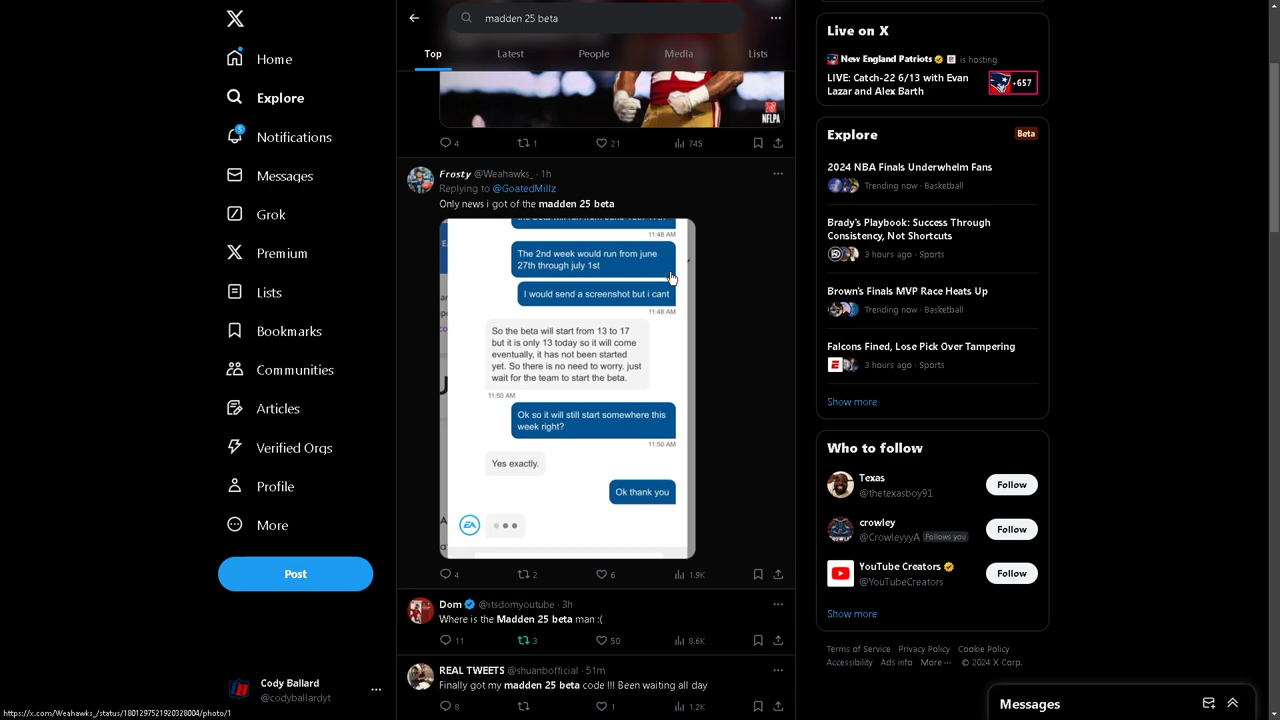 Home
Explore
5
Notifications
Messages
Grok
Premium
Lists
Bookmarks
Communities
Articles
Verified Orgs
Profile
More
Post
Cody Ballard
@codyballardyt
https://x.com/Weahawks_/status/1801297521920328004/photo/1
madden 25 beta
Top
Latest
People
Media
Lists
NFLPA
4
1
21
745
Frosty @Weahawks_ · 1h
Replying to @GoatedMillz
Only news i got of the madden 25 beta
11:48 AM
The 2nd week would run from june
27th through july 1st
I would send a screenshot but i cant
11:48 AM
So the beta will start from 13 to 17
but it is only 13 today so it will come
eventually, it has not been started
yet. So there is no need to worry. just
wait for the team to start the beta.
11:50 AM
Ok so it will still start somewhere this
week right?
11:50 AM
Yes exactly.
Ok thank you
EA
4
2
6
1.9K
Dom @itsdomyoutube · 3h
Where is the Madden 25 beta man :(
11
3
50
8.6K
REAL TWEETS @shuanbofficial · 51m
Finally got my madden 25 beta code !!! Been waiting all day
8
1
1.2K
Live on X
New England Patriots is hosting
LIVE: Catch-22 6/13 with Evan
Lazar and Alex Barth
+657
Explore
Beta
2024 NBA Finals Underwhelm Fans
Trending now · Basketball
Brady's Playbook: Success Through
Consistency, Not Shortcuts
3 hours ago · Sports
Brown's Finals MVP Race Heats Up
Trending now · Basketball
Falcons Fined, Lose Pick Over Tampering
3 hours ago · Sports
Show more
Who to follow
Texas
@thetexasboy91
Follow
crowley
@CrowleyyyA Follows you
Follow
YouTube Creators
@YouTubeCreators
Follow
Show more
Terms of Service Privacy Policy Cookie Policy
Accessibility Ads info More ··· © 2024 X Corp.
Messages